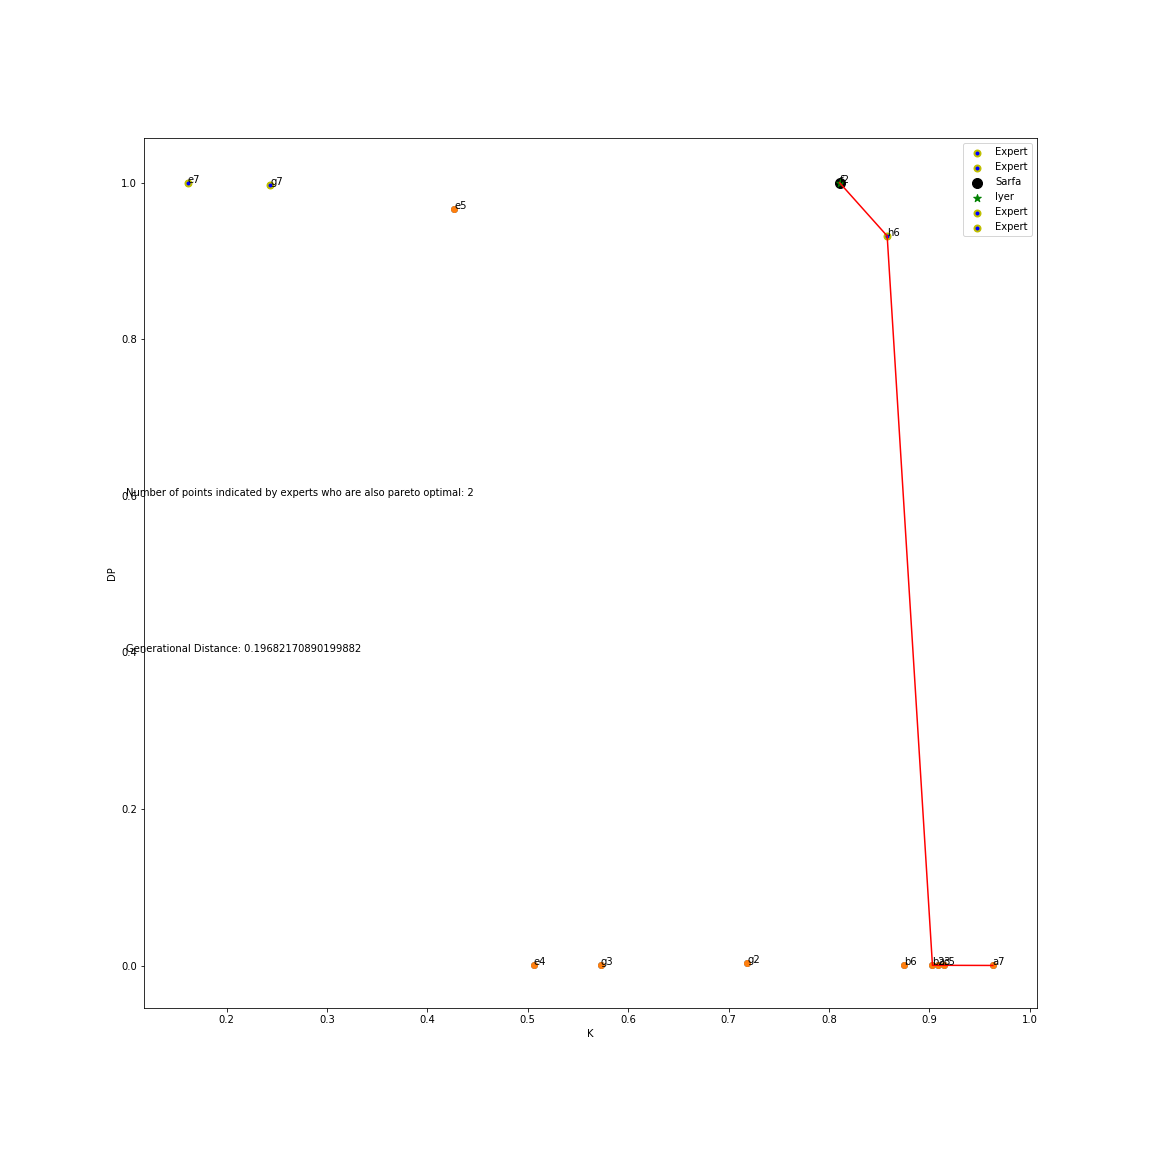 Expert
Expert
Sarfa
Iyer
Expert
Expert
e7
g7
e5
h6
1.0
0.8
Number of points indicated by experts who are also pareto optimal: 2
0.6
DP
Generational Distance: 0.19682170890199882
0.4
0.2
0.0
e4
g3
g2
b6
a7
0.2 0.3 0.4 0.5 0.6 0.7 0.8 0.9 1.0
K